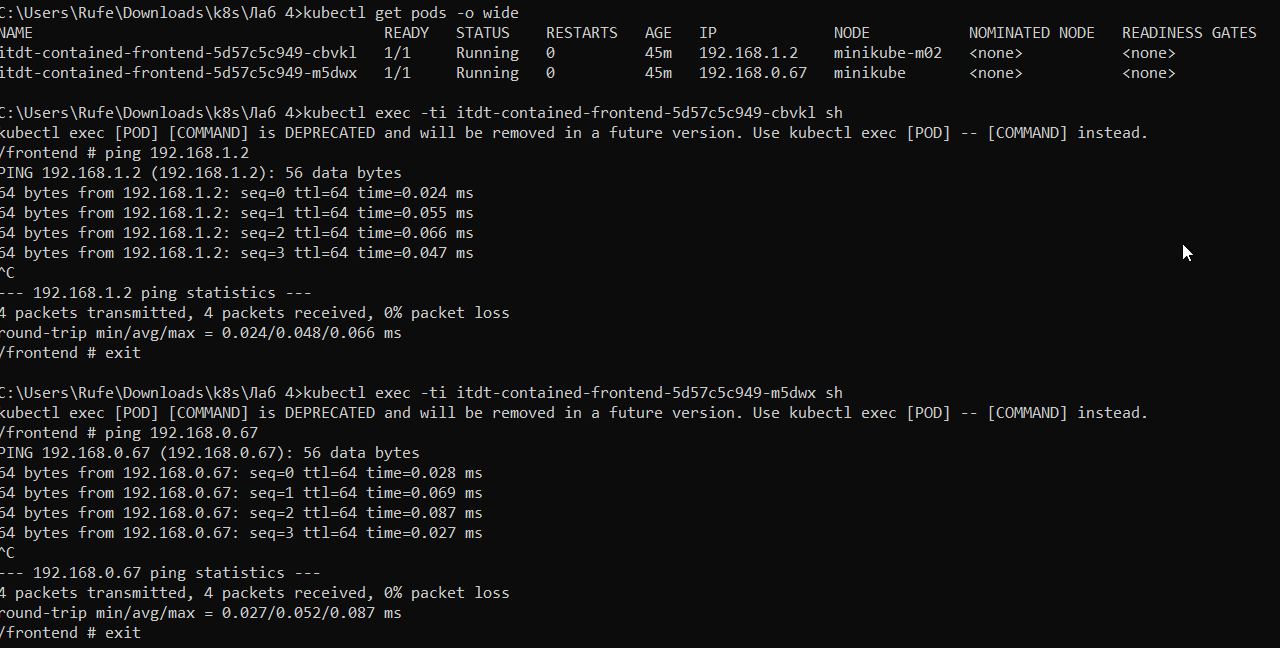 C:\Users\Rufe\Downloads\k8s\Лаб 4>kubectl get pods -o wide
NAME READY STATUS RESTARTS AGE IP NODE NOMINATED NODE READINESS GATES
itdt-contained-frontend-5d57c5c949-cbvkl 1/1 Running 0 45m 192.168.1.2 minikube-m02 <none> <none>
itdt-contained-frontend-5d57c5c949-m5dwx 1/1 Running 0 45m 192.168.0.67 minikube <none> <none>
C:\Users\Rufe\Downloads\k8s\Лаб 4>kubectl exec -ti itdt-contained-frontend-5d57c5c949-cbvkl sh
kubectl exec [POD] [COMMAND] is DEPRECATED and will be removed in a future version. Use kubectl exec [POD] -- [COMMAND] instead.
/frontend # ping 192.168.1.2
PING 192.168.1.2 (192.168.1.2): 56 data bytes
64 bytes from 192.168.1.2: seq=0 ttl=64 time=0.024 ms
64 bytes from 192.168.1.2: seq=1 ttl=64 time=0.055 ms
64 bytes from 192.168.1.2: seq=2 ttl=64 time=0.066 ms
64 bytes from 192.168.1.2: seq=3 ttl=64 time=0.047 ms
^C
--- 192.168.1.2 ping statistics ---
4 packets transmitted, 4 packets received, 0% packet loss
round-trip min/avg/max = 0.024/0.048/0.066 ms
/frontend # exit
C:\Users\Rufe\Downloads\k8s\Лаб 4>kubectl exec -ti itdt-contained-frontend-5d57c5c949-m5dwx sh
kubectl exec [POD] [COMMAND] is DEPRECATED and will be removed in a future version. Use kubectl exec [POD] -- [COMMAND] instead.
/frontend # ping 192.168.0.67
PING 192.168.0.67 (192.168.0.67): 56 data bytes
64 bytes from 192.168.0.67: seq=0 ttl=64 time=0.028 ms
64 bytes from 192.168.0.67: seq=1 ttl=64 time=0.069 ms
64 bytes from 192.168.0.67: seq=2 ttl=64 time=0.087 ms
64 bytes from 192.168.0.67: seq=3 ttl=64 time=0.027 ms
^C
--- 192.168.0.67 ping statistics ---
4 packets transmitted, 4 packets received, 0% packet loss
round-trip min/avg/max = 0.027/0.052/0.087 ms
/frontend # exit